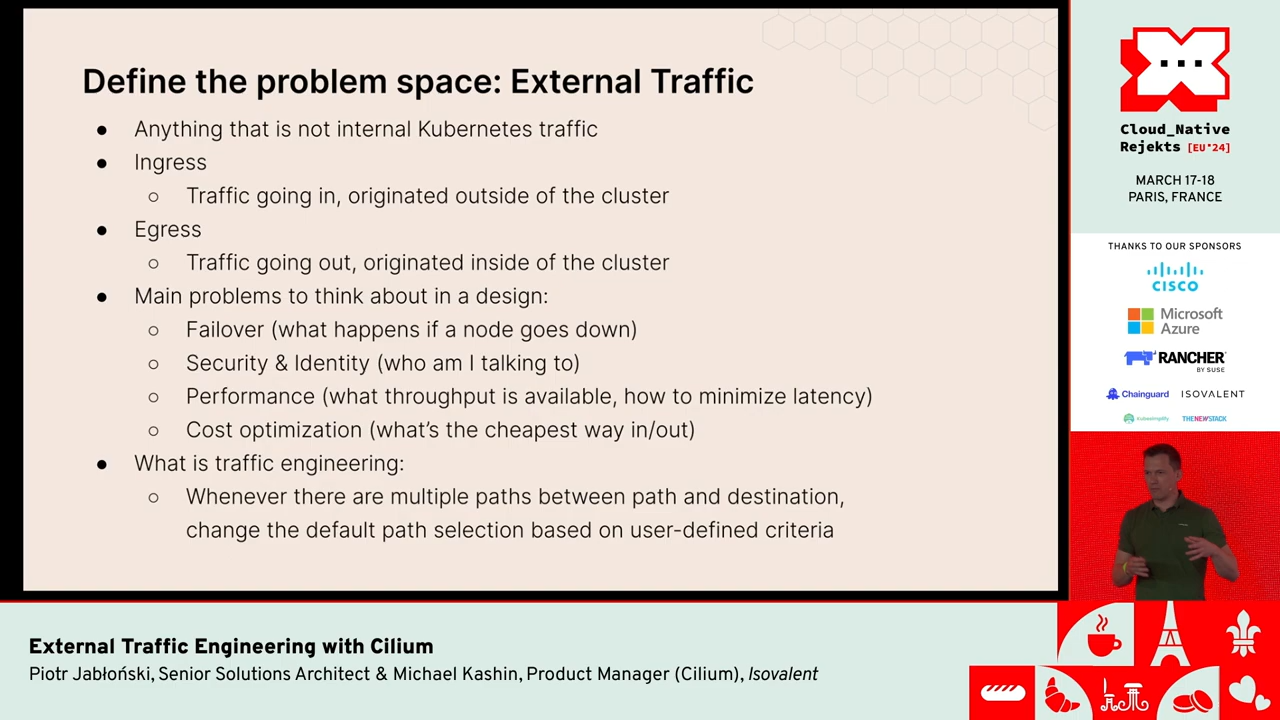 Define the problem space: External Traffic
● Anything that is not internal Kubernetes traffic
● Ingress
○ Traffic going in, originated outside of the cluster
● Egress
○ Traffic going out, originated inside of the cluster
● Main problems to think about in a design:
○ Failover (what happens if a node goes down)
○ Security & Identity (who am I talking to)
○ Performance (what throughput is available, how to minimize latency)
○ Cost optimization (what's the cheapest way in/out)
● What is traffic engineering:
○ Whenever there are multiple paths between path and destination,
change the default path selection based on user-defined criteria
Cloud_Native
Rejekts [EU'24]
MARCH 17-18
PARIS, FRANCE
THANKS TO OUR SPONSORS
CISCO
Microsoft
Azure
RANCHER
BY SUSE
Chainguard ISOVALENT
Kubesimplify THENEWSTACK
External Traffic Engineering with Cilium
Piotr Jabłoński, Senior Solutions Architect & Michael Kashin, Product Manager (Cilium), Isovalent